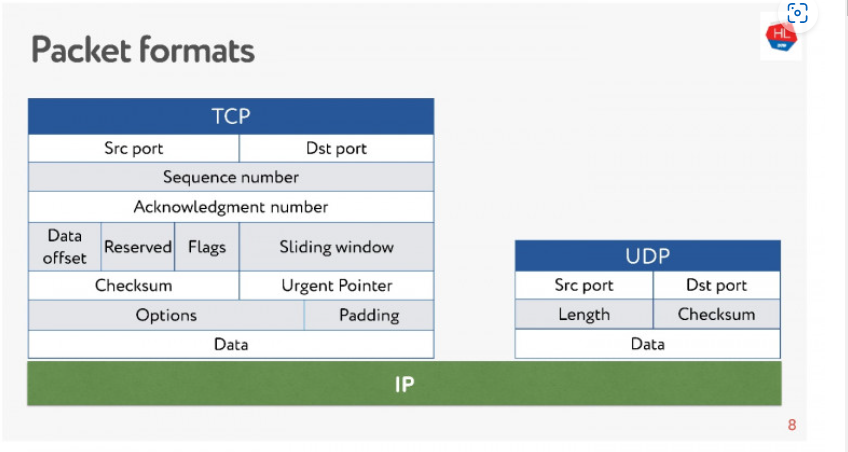 Packet formats
HL
TCP
Src port Dst port
Sequence number
Acknowledgment number
Data offset Reserved Flags Sliding window
Checksum Urgent Pointer
Options Padding
Data
UDP
Src port Dst port
Length Checksum
Data
IP
8